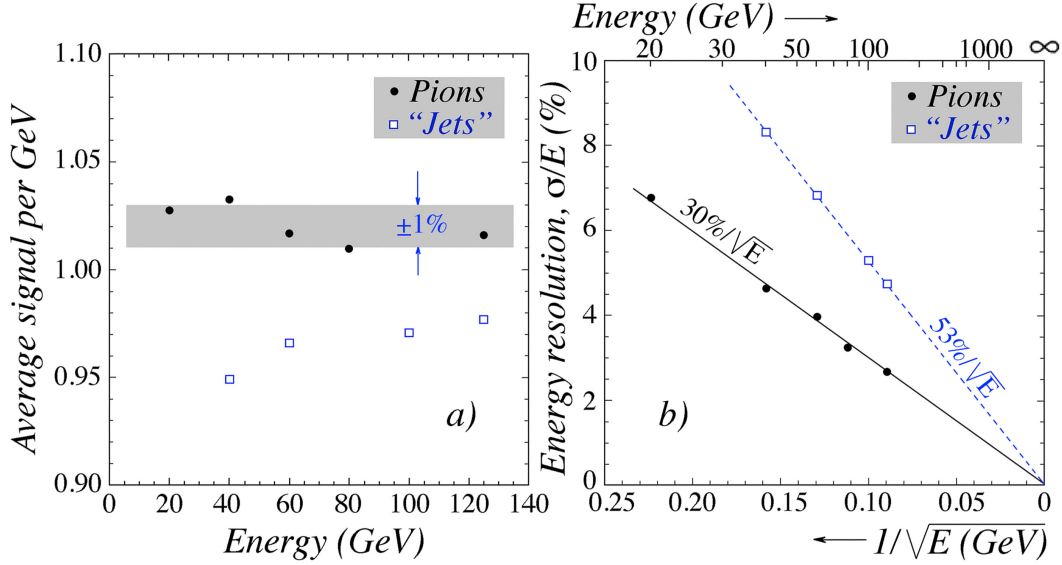 Average signal per GeV
1.10
1.05
1.00
0.95
0.90
Pions
“Jets”
±1%
a)
0 20 40 60 80 100 120 140
Energy (GeV)
Energy (GeV)
20 30 50 100 1000 ∞
Energy resolution, σ/E (%)
10
8
6
4
2
0
Pions
“Jets”
30%/√E
53%/√E
b)
0.25 0.20 0.15 0.10 0.05 0
1/√E (GeV)